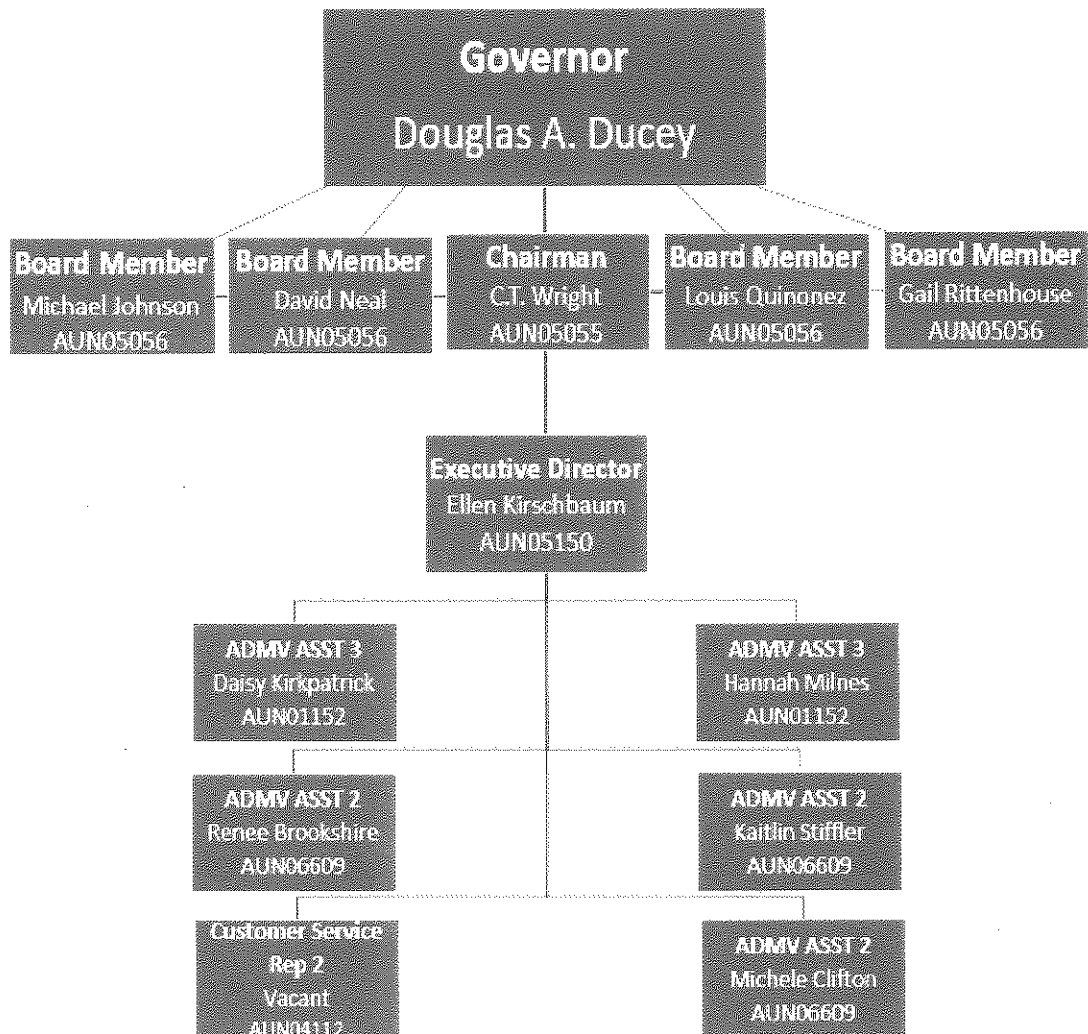 Governor
Douglas A. Ducey
Board Member
Michael Johnson
AUN05056
Board Member
David Neal
AUN05056
Chairman
C.T. Wright
AUN05055
Board Member
Louis Quinonez
AUN05056
Board Member
Gail Rittenhouse
AUN05056
Executive Director
Ellen Kirschbaum
AUN05150
ADMV ASST 3
Daisy Kirkpatrick
AUN01152
ADMV ASST 3
Hannah Milnes
AUN01152
ADMV ASST 2
Renee Brookshire
AUN06609
ADMV ASST 2
Kaitlin Stiffler
AUN06609
Customer Service
Rep 2
Vacant
AUN04112
ADMV ASST 2
Michele Clifton
AUN06609